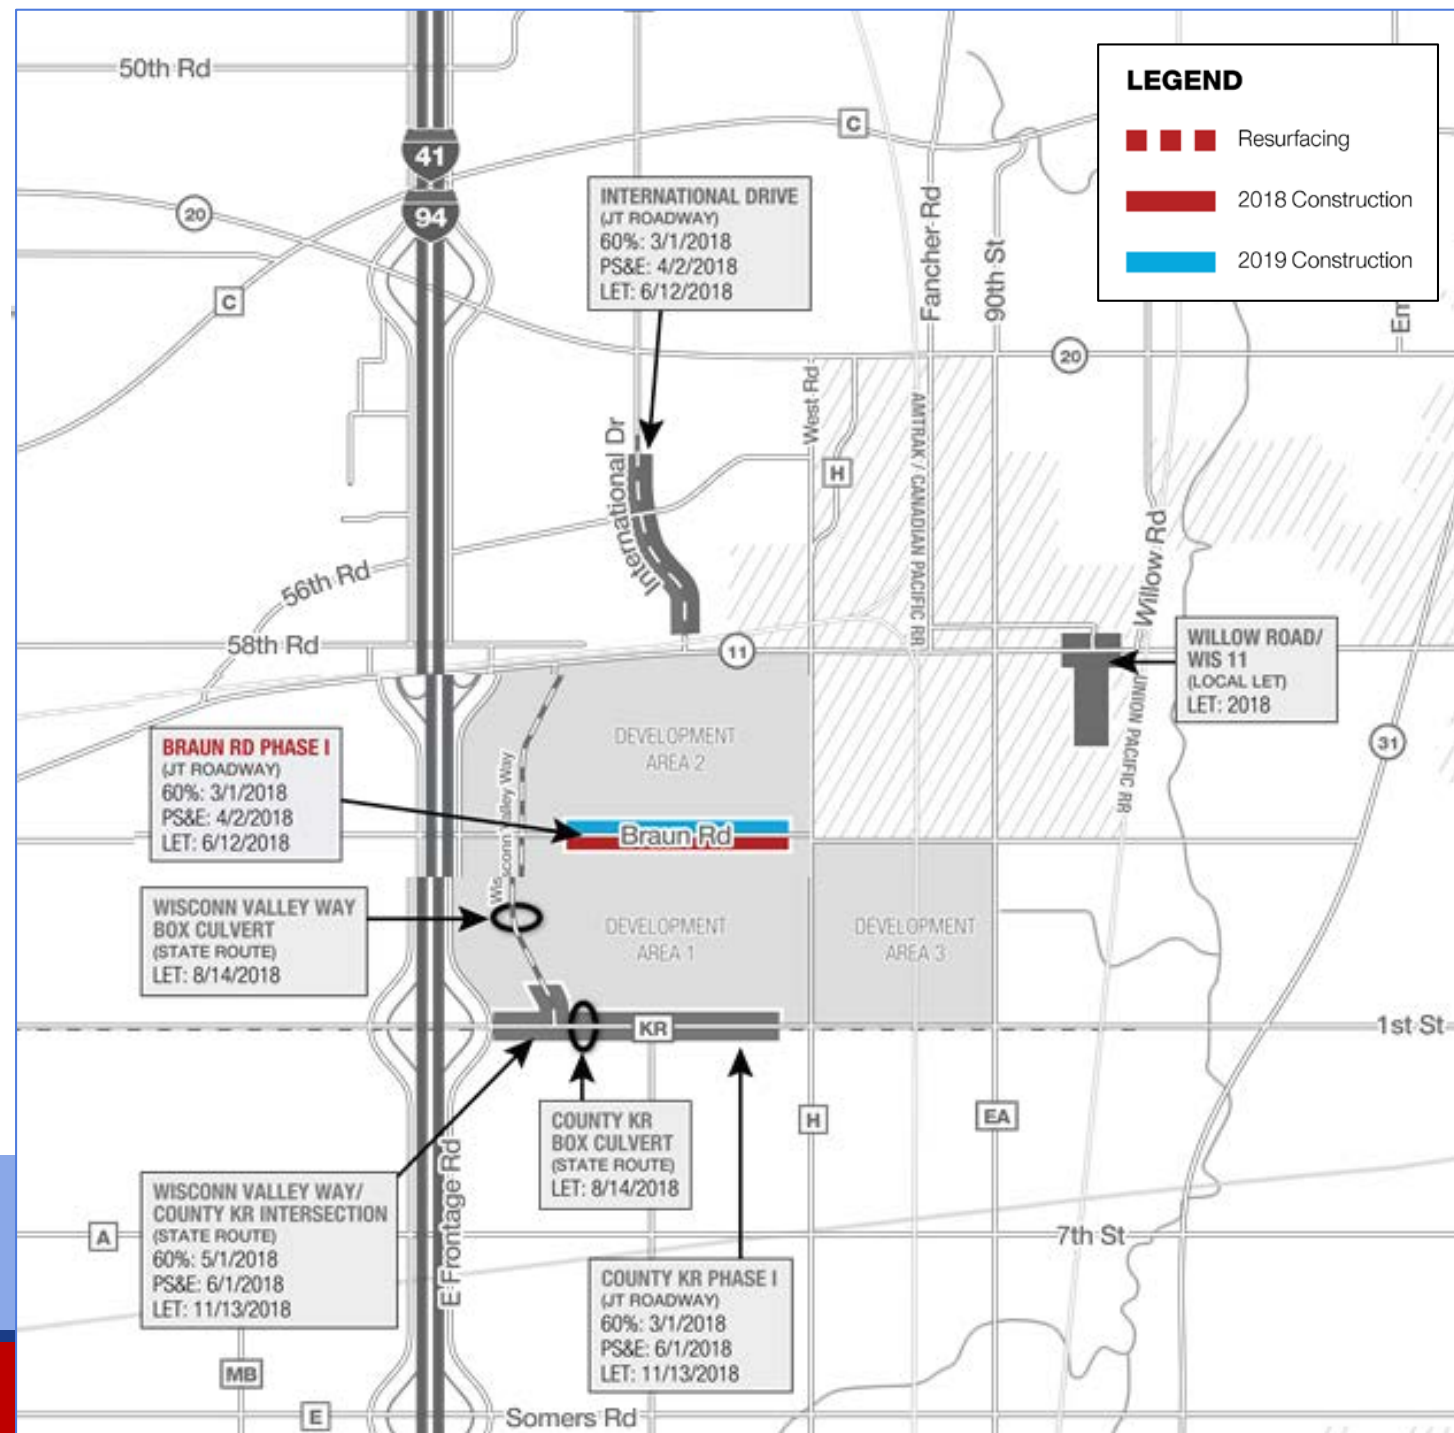 50th Rd
41
94
20
C
C
LEGEND
Resurfacing
2018 Construction
2019 Construction
INTERNATIONAL DRIVE
(JT ROADWAY)
60%: 3/1/2018
PS&E: 4/2/2018
LET: 6/12/2018
Fancher Rd
90th St
20
West Rd
H
AMTRAK / CANADIAN PACIFIC RR
International Dr
Willow Rd
56th Rd
58th Rd
11
WILLOW ROAD/
WIS 11
(LOCAL LET)
LET: 2018
UNION PACIFIC RR
31
BRAUN RD PHASE I
(JT ROADWAY)
60%: 3/1/2018
PS&E: 4/2/2018
LET: 6/12/2018
DEVELOPMENT
AREA 2
Wisconn Valley Way
Braun Rd
WISCONN VALLEY WAY
BOX CULVERT
(STATE ROUTE)
LET: 8/14/2018
DEVELOPMENT
AREA 1
DEVELOPMENT
AREA 3
KR
1st St
H
EA
COUNTY KR
BOX CULVERT
(STATE ROUTE)
LET: 8/14/2018
E Frontage Rd
WISCONN VALLEY WAY/
COUNTY KR INTERSECTION
(STATE ROUTE)
60%: 5/1/2018
PS&E: 6/1/2018
LET: 11/13/2018
A
7th St
COUNTY KR PHASE I
(JT ROADWAY)
60%: 3/1/2018
PS&E: 6/1/2018
LET: 11/13/2018
MB
E
Somers Rd